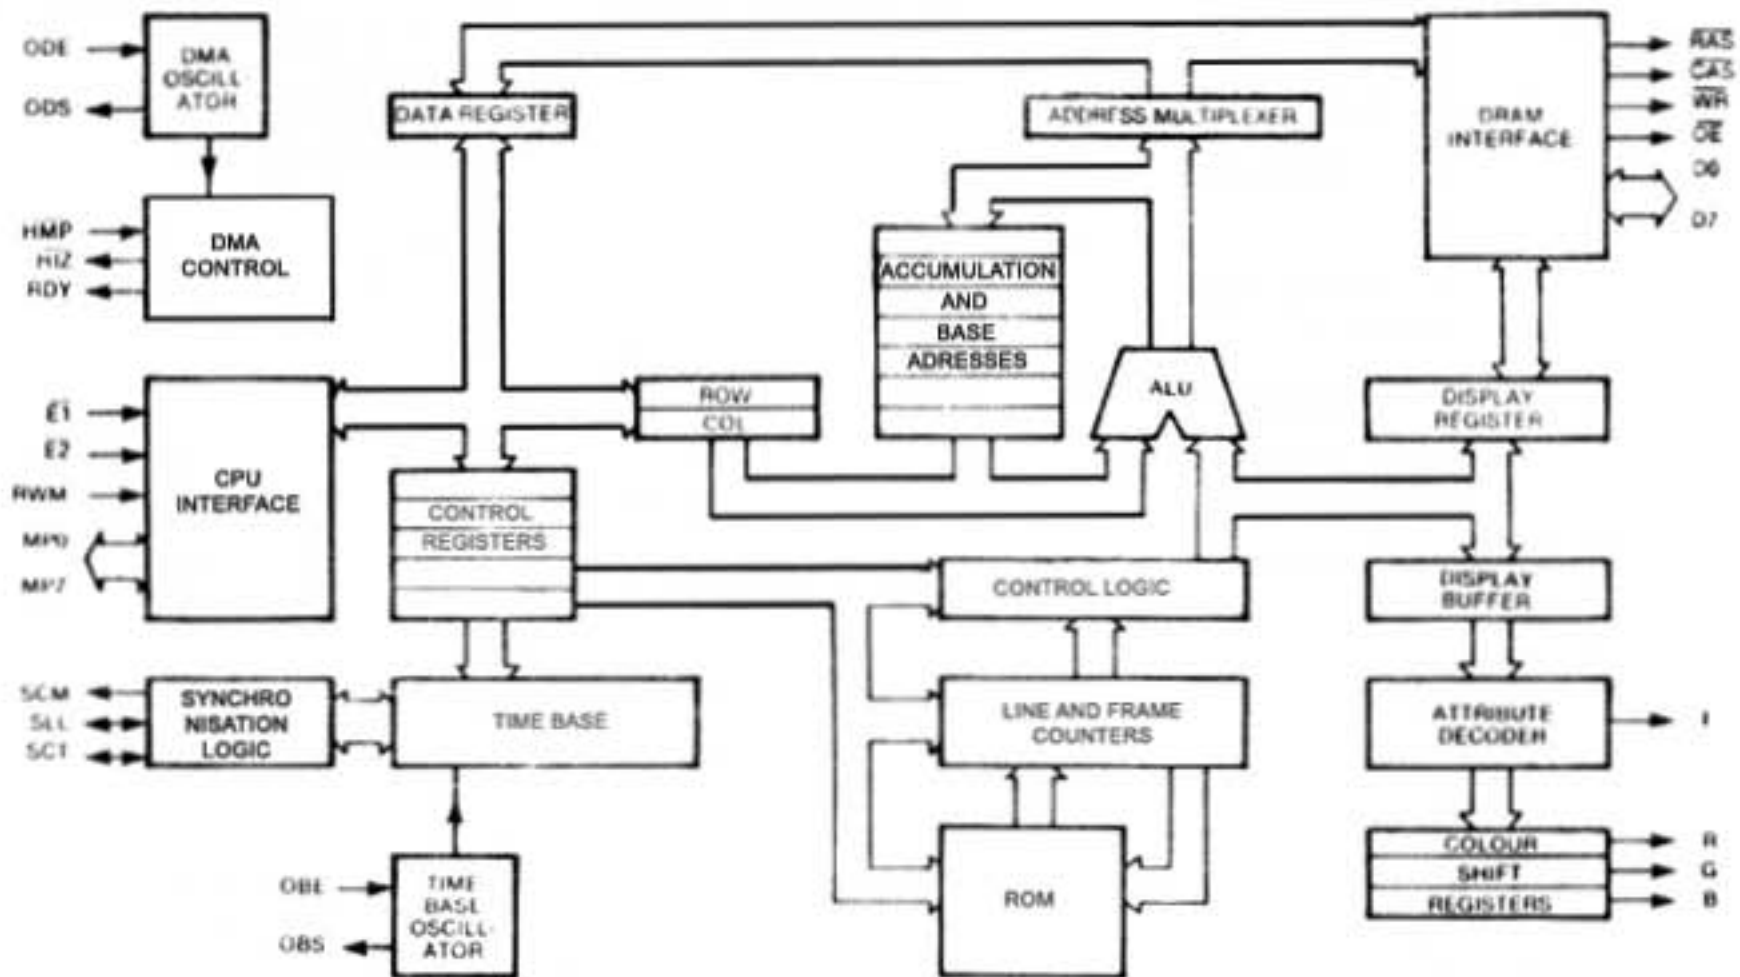 ODE
ODS
DMA
OSCILL-
ATOR
HMP
HIZ
RDY
DMA
CONTROL
DATA REGISTER
ADDRESS MULTIPLEXER
DRAM
INTERFACE
RAS
CAS
WR
OE
D7
ACCUMULATION
AND
BASE
ADRESSES
ALU
ROW
COL
DISPLAY
REGISTER
E1
E2
RWM
MP0
MP7
CPU
INTERFACE
CONTROL
REGISTERS
CONTROL LOGIC
DISPLAY
BUFFER
SCM
SLL
SCT
SYNCHRO
NISATION
LOGIC
TIME BASE
LINE AND FRAME
COUNTERS
ATTRIBUTE
DECODER
I
OBE
OBS
TIME
BASE
OSCILL-
ATOR
ROM
COLOUR
SHIFT
REGISTERS
R
G
B